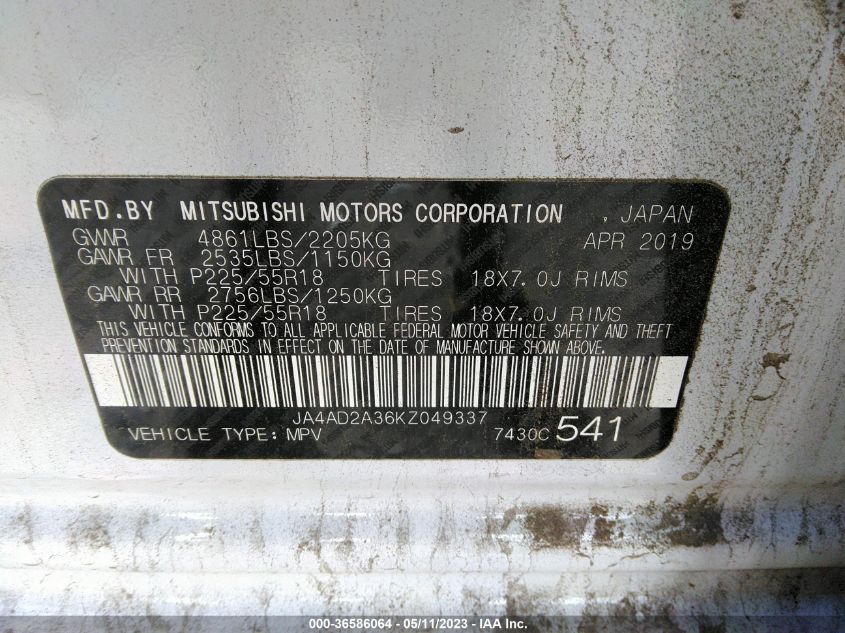 MFD.BY MITSUBISHI MOTORS CORPORATION , JAPAN
GVWR 4861LBS/2205KG APR 2019
GAWR FR 2535LBS/1150KG
WITH P225/55R18 TIRES 18X7.0J RIMS
GAWR RR 2756LBS/1250KG
WITH P225/55R18 TIRES 18X7.0J RIMS
THIS VEHICLE CONFORMS TO ALL APPLICABLE FEDERAL MOTOR VEHICLE SAFETY AND THEFT
PREVENTION STANDARDS IN EFFECT ON THE DATE OF MANUFACTURE SHOWN ABOVE.
JA4AD2A36KZ049337
VEHICLE TYPE: MPV 7430C 541
000-36586064 - 05/11/2023 - IAA Inc.